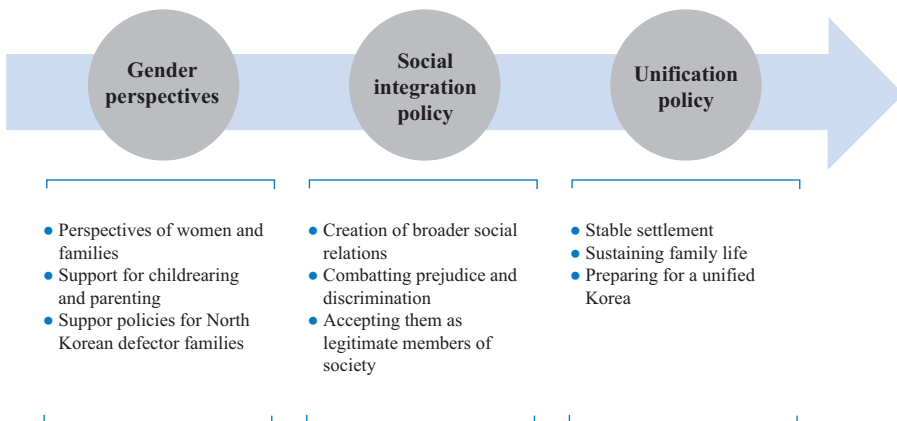 Gender
perspectives
Social
integration
policy
Unification
policy
● Perspectives of women and
families
● Support for childrearing
and parenting
● Suppor policies for North
Korean defector families
● Creation of broader social
relations
● Combatting prejudice and
discrimination
● Accepting them as
legitimate members of
society
● Stable settlement
● Sustaining family life
● Preparing for a unified
Korea